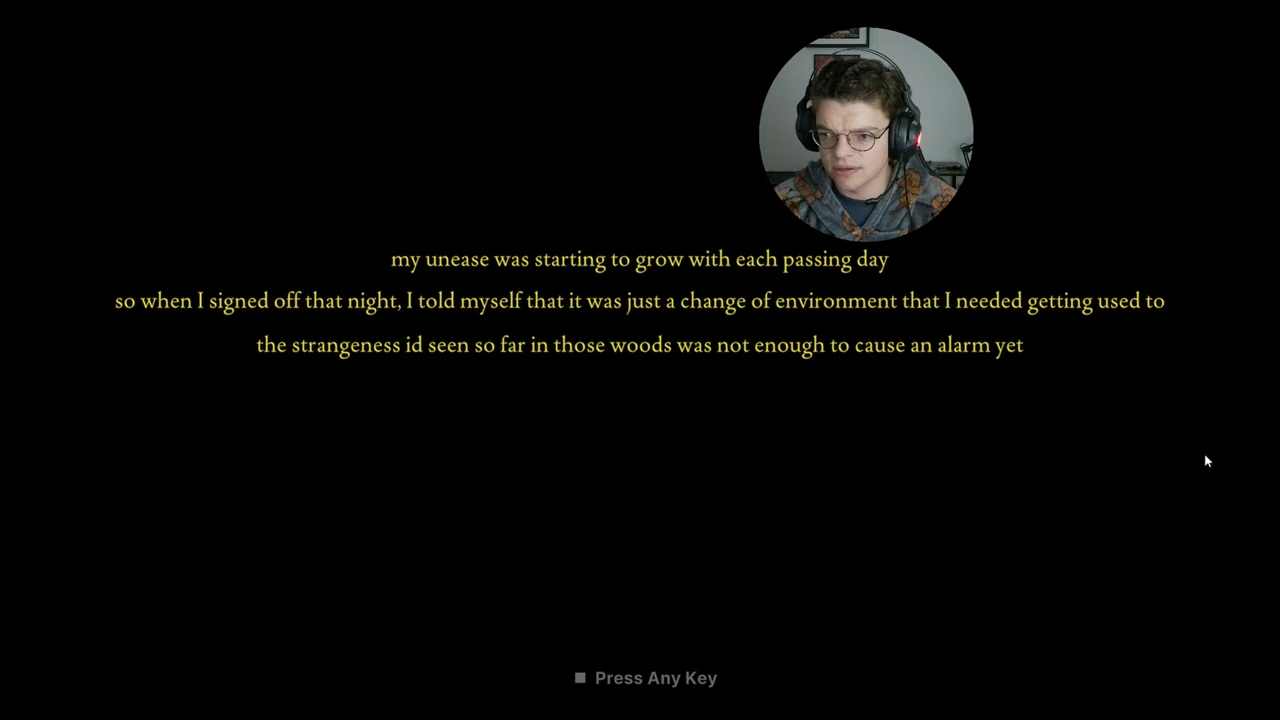 my unease was starting to grow with each passing day
so when I signed off that night, I told myself that it was just a change of environment that I needed getting used to
the strangeness id seen so far in those woods was not enough to cause an alarm yet
Press Any Key